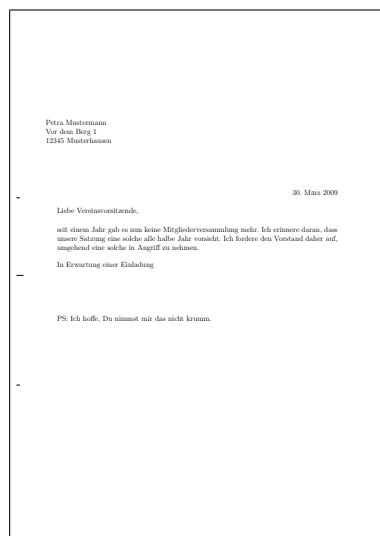 Petra Mustermann
Vor dem Berg 1
12345 Musterhausen
30. März 2009
Liebe Vereinsvorsitzende,
seit einem Jahr gab es nun keine Mitgliederversammlung mehr. Ich erinnere daran, dass
unsere Satzung eine solche alle halbe Jahr vorsieht. Ich fordere den Vorstand daher auf,
umgehend eine solche in Angriff zu nehmen.
In Erwartung einer Einladung
PS: Ich hoffe, Du nimmst mir das nicht krumm.